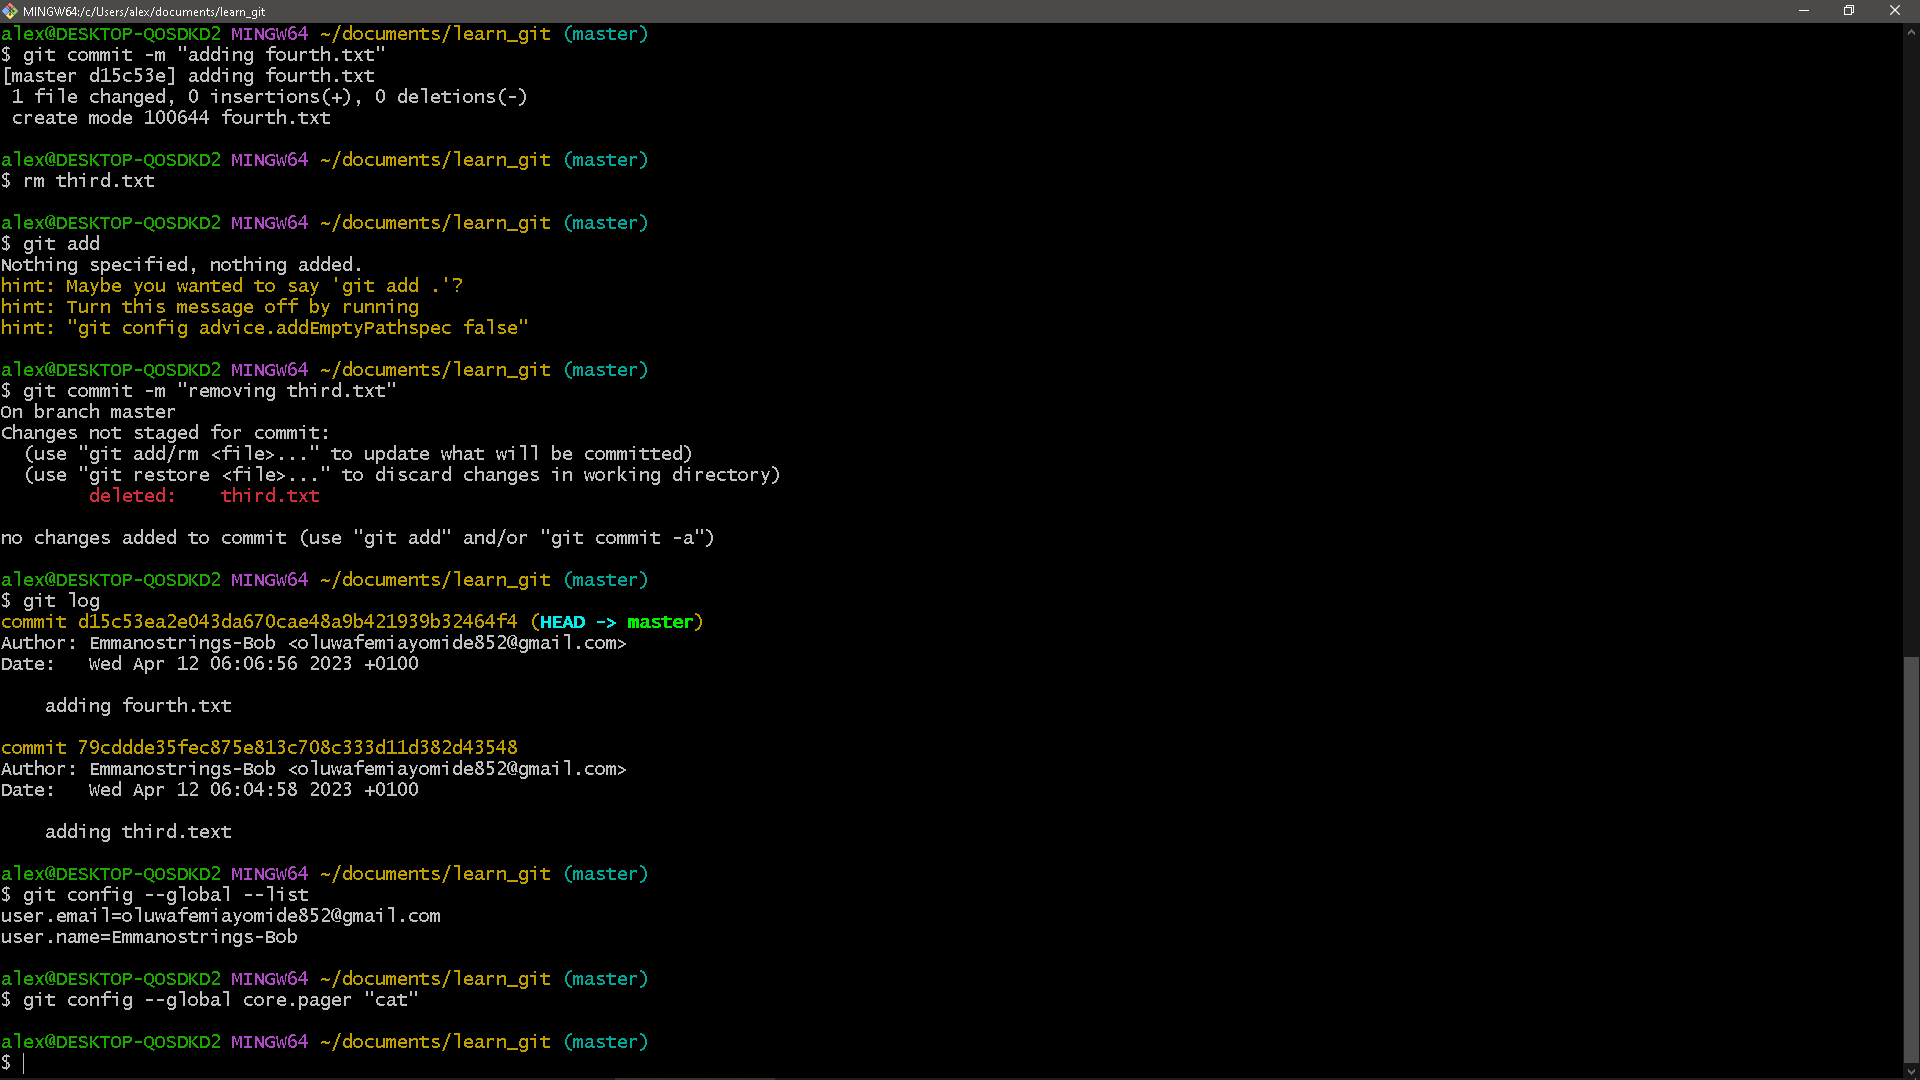 MINGW64:/c/Users/alex/documents/learn_git
alex@DESKTOP-QOSDKD2 MINGW64 ~/documents/learn_git (master)
$ git commit -m "adding fourth.txt"
[master d15c53e] adding fourth.txt
 1 file changed, 0 insertions(+), 0 deletions(-)
 create mode 100644 fourth.txt

alex@DESKTOP-QOSDKD2 MINGW64 ~/documents/learn_git (master)
$ rm third.txt

alex@DESKTOP-QOSDKD2 MINGW64 ~/documents/learn_git (master)
$ git add
Nothing specified, nothing added.
hint: Maybe you wanted to say 'git add .'?
hint: Turn this message off by running
hint: "git config advice.addEmptyPathspec false"

alex@DESKTOP-QOSDKD2 MINGW64 ~/documents/learn_git (master)
$ git commit -m "removing third.txt"
On branch master
Changes not staged for commit:
  (use "git add/rm <file>..." to update what will be committed)
  (use "git restore <file>..." to discard changes in working directory)
        deleted:    third.txt

no changes added to commit (use "git add" and/or "git commit -a")

alex@DESKTOP-QOSDKD2 MINGW64 ~/documents/learn_git (master)
$ git log
commit d15c53ea2e043da670cae48a9b421939b32464f4 (HEAD -> master)
Author: Emmanostrings-Bob <oluwafemiayomide852@gmail.com>
Date:   Wed Apr 12 06:06:56 2023 +0100

    adding fourth.txt

commit 79cddde35fec875e813c708c333d11d382d43548
Author: Emmanostrings-Bob <oluwafemiayomide852@gmail.com>
Date:   Wed Apr 12 06:04:58 2023 +0100

    adding third.text

alex@DESKTOP-QOSDKD2 MINGW64 ~/documents/learn_git (master)
$ git config --global --list
user.email=oluwafemiayomide852@gmail.com
user.name=Emmanostrings-Bob

alex@DESKTOP-QOSDKD2 MINGW64 ~/documents/learn_git (master)
$ git config --global core.pager "cat"

alex@DESKTOP-QOSDKD2 MINGW64 ~/documents/learn_git (master)
$